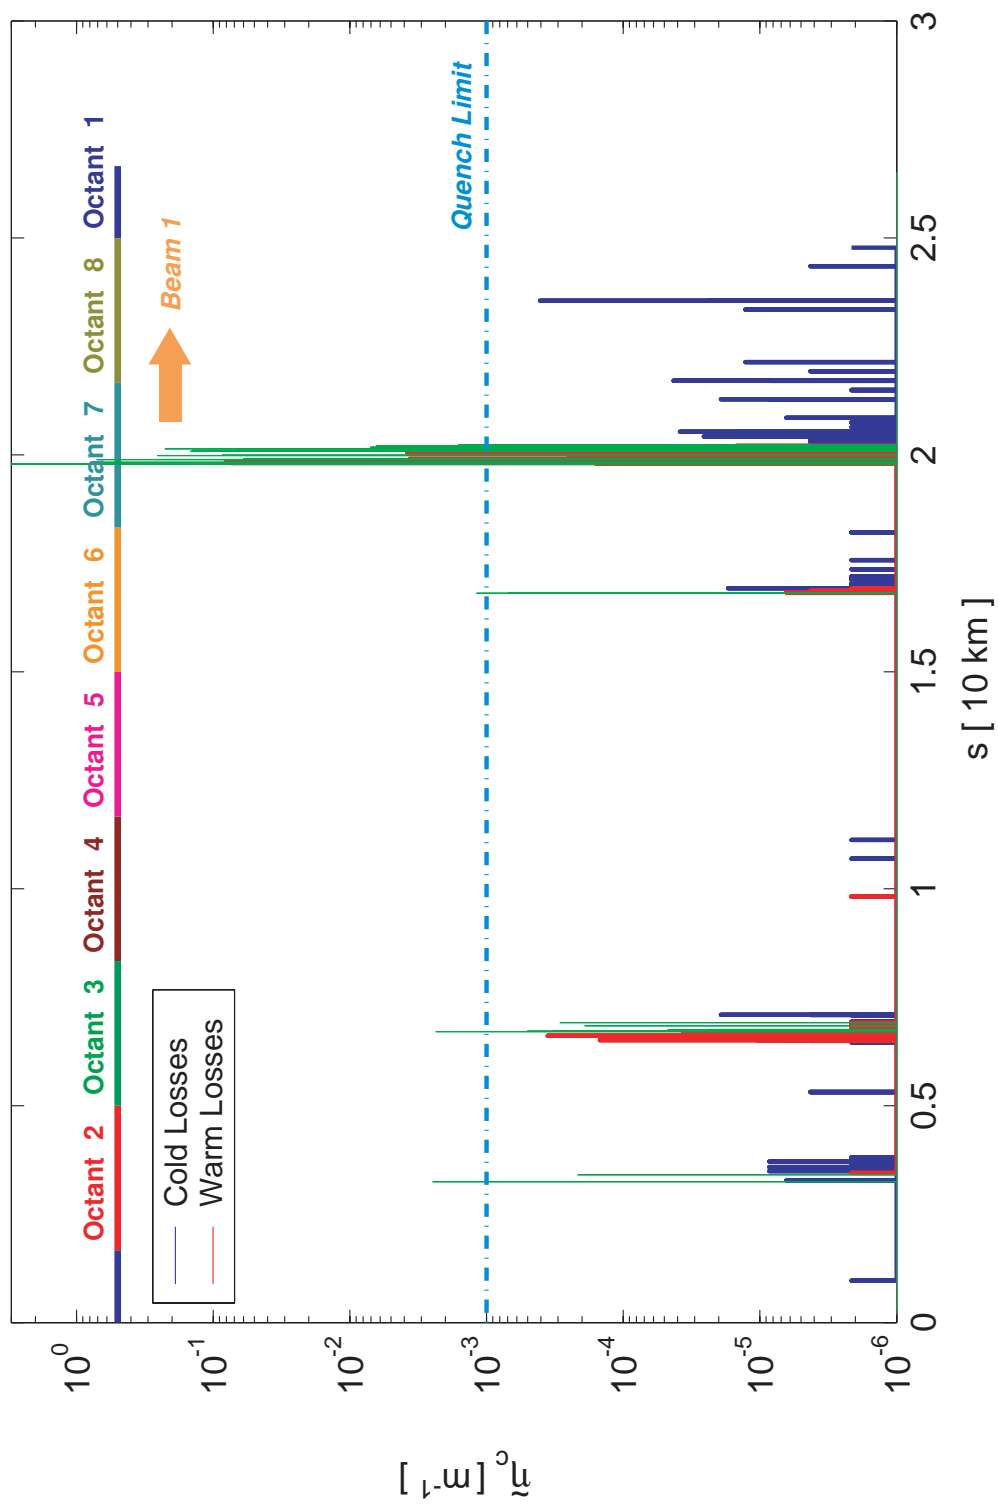 Octant 2 Octant 3 Octant 4 Octant 5 Octant 6 Octant 7 Octant 8 Octant 1
Beam 1
Cold Losses
Warm Losses
Quench Limit
10⁰
10⁻¹
10⁻²
10⁻³
10⁻⁴
10⁻⁵
10⁻⁶
η̃c [ m⁻¹ ]
0 0.5 1 1.5 2 2.5 3
s [ 10 km ]